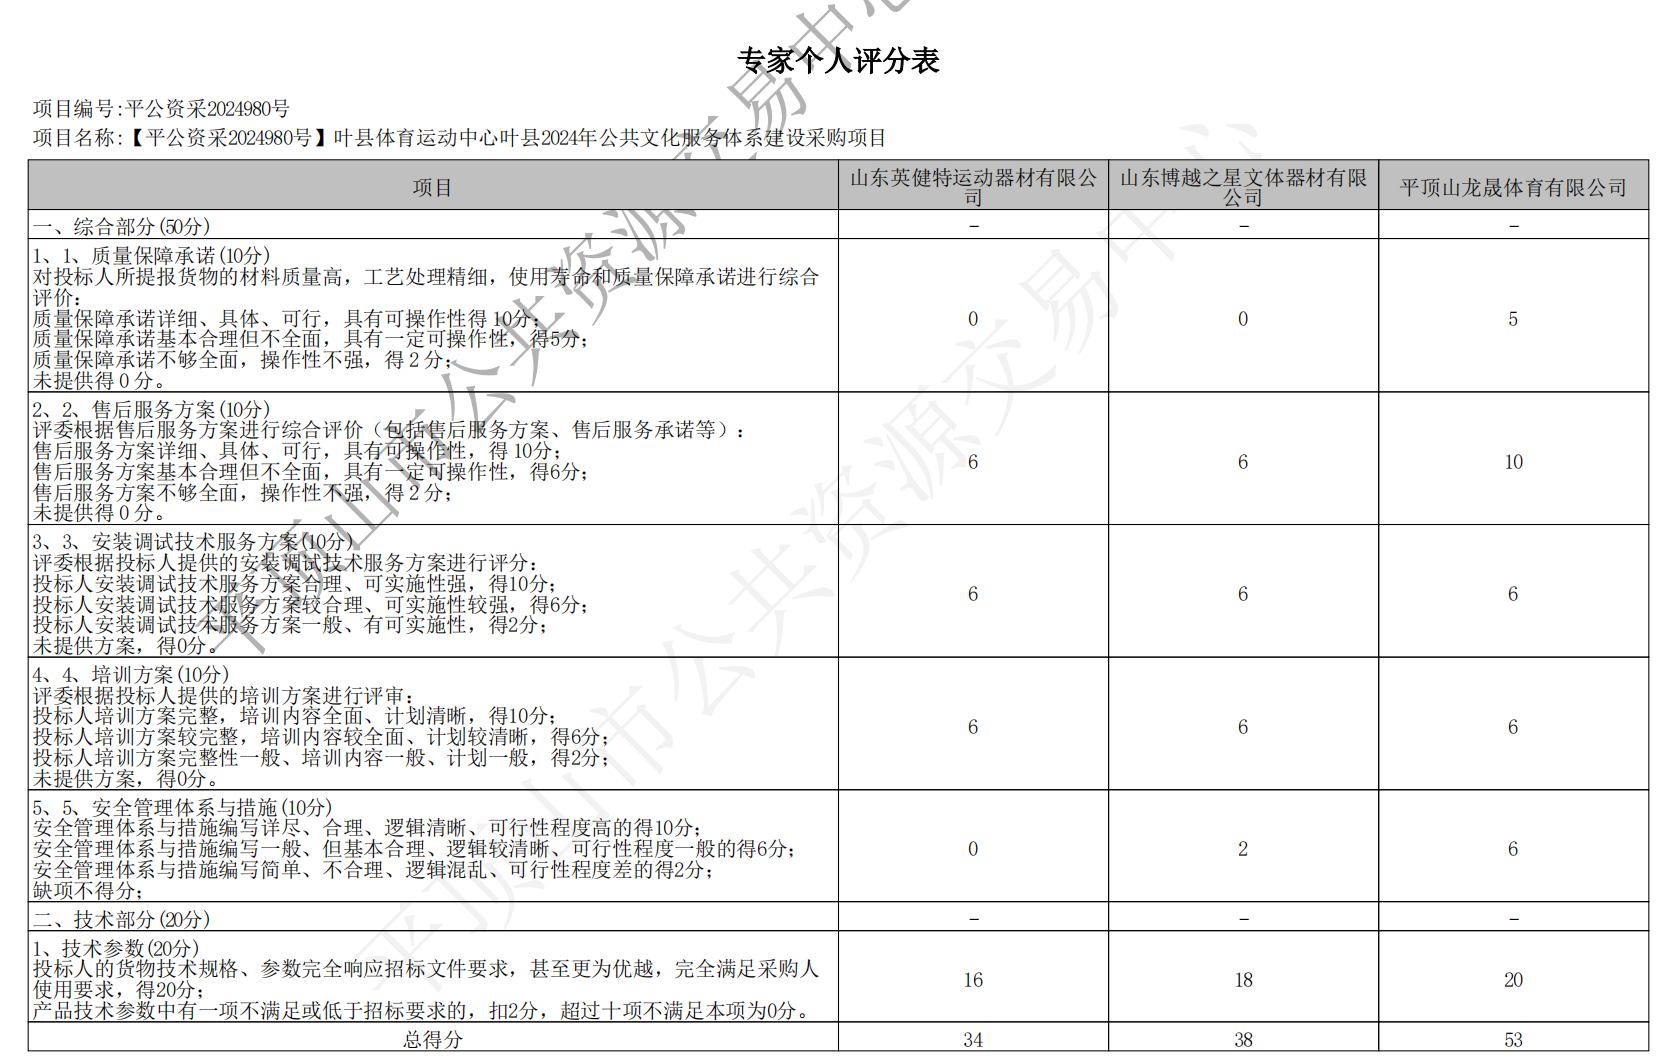 专家个人评分表
项目编号:平公资采2024980号
项目名称:【平公资采2024980号】叶县体育运动中心叶县2024年公共文化服务体系建设采购项目
项目 山东英健特运动器材有限公司 山东博越之星文体器材有限公司 平顶山龙晟体育有限公司
一、综合部分(50分) - - -
1、1、质量保障承诺(10分)
对投标人所提报货物的材料质量高，工艺处理精细，使用寿命和质量保障承诺进行综合
评价：
质量保障承诺详细、具体、可行，具有可操作性得 10分；
质量保障承诺基本合理但不全面，具有一定可操作性，得5分；
质量保障承诺不够全面，操作性不强，得 2 分；
未提供得 0 分。
0 0 5
2、2、售后服务方案(10分)
评委根据售后服务方案进行综合评价（包括售后服务方案、售后服务承诺等）：
售后服务方案详细、具体、可行，具有可操作性，得 10分；
售后服务方案基本合理但不全面，具有一定可操作性，得6分；
售后服务方案不够全面，操作性不强，得 2 分；
未提供得 0 分。
6 6 10
3、3、安装调试技术服务方案(10分)
评委根据投标人提供的安装调试技术服务方案进行评分：
投标人安装调试技术服务方案合理、可实施性强，得10分；
投标人安装调试技术服务方案较合理、可实施性较强，得6分；
投标人安装调试技术服务方案一般、有可实施性，得2分；
未提供方案，得0分。
6 6 6
4、4、培训方案(10分)
评委根据投标人提供的培训方案进行评审：
投标人培训方案完整，培训内容全面、计划清晰，得10分；
投标人培训方案较完整，培训内容较全面、计划较清晰，得6分；
投标人培训方案完整性一般、培训内容一般、计划一般，得2分；
未提供方案，得0分。
6 6 6
5、5、安全管理体系与措施(10分)
安全管理体系与措施编写详尽、合理、逻辑清晰、可行性程度高的得10分；
安全管理体系与措施编写一般、但基本合理、逻辑较清晰、可行性程度一般的得6分；
安全管理体系与措施编写简单、不合理、逻辑混乱、可行性程度差的得2分；
缺项不得分；
0 2 6
二、技术部分(20分) - - -
1、技术参数(20分)
投标人的货物技术规格、参数完全响应招标文件要求，甚至更为优越，完全满足采购人
使用要求，得20分；
产品技术参数中有一项不满足或低于招标要求的，扣2分，超过十项不满足本项为0分。
16 18 20
总得分 34 38 53
平顶山市公共资源交易中心
平顶山市公共资源交易中心